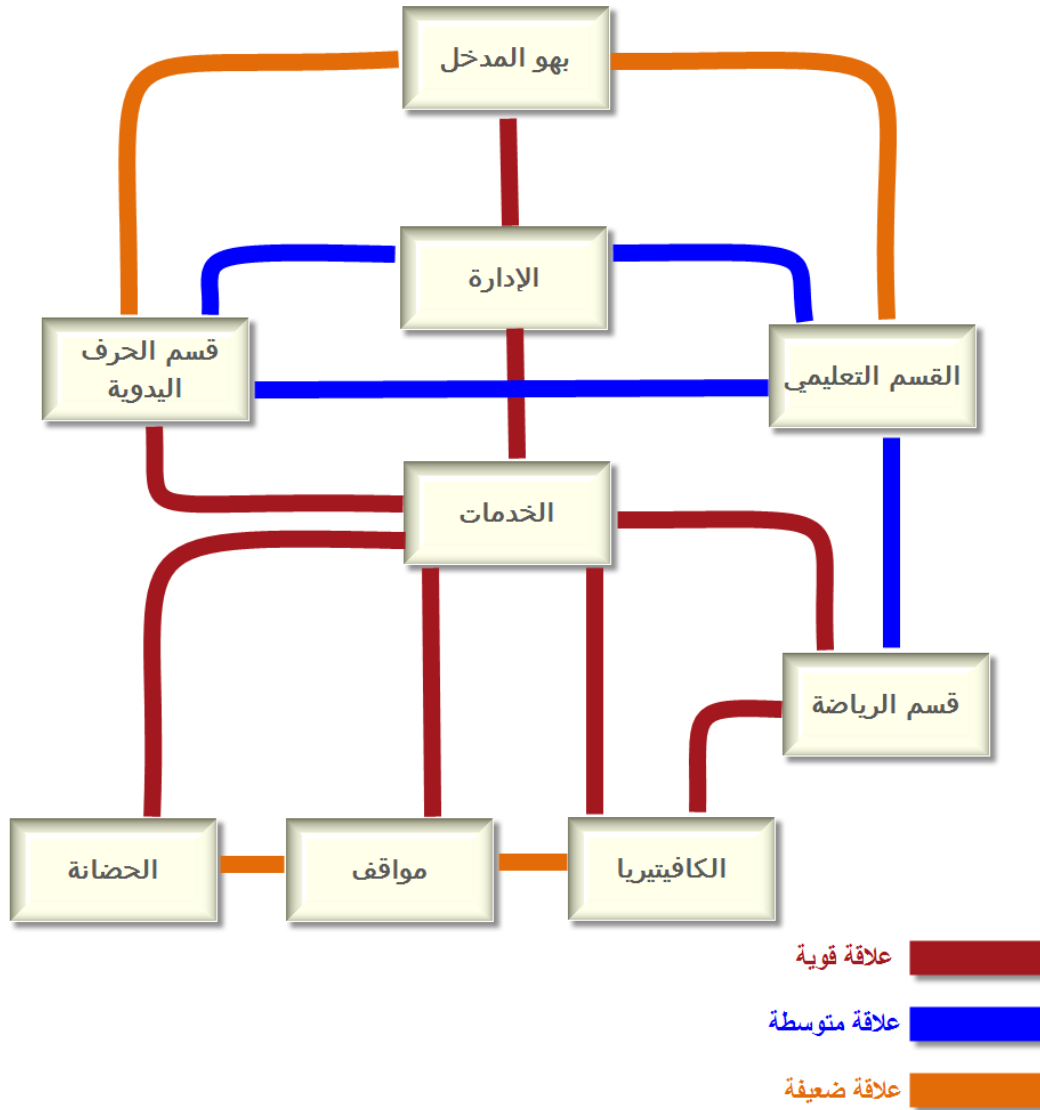 بهو المدخل
الإدارة
قسم الحرف
اليدوية
القسم التعليمي
الخدمات
قسم الرياضة
الكافيتيريا
مواقف
الحضانة
علاقة قوية
علاقة متوسطة
علاقة ضعيفة